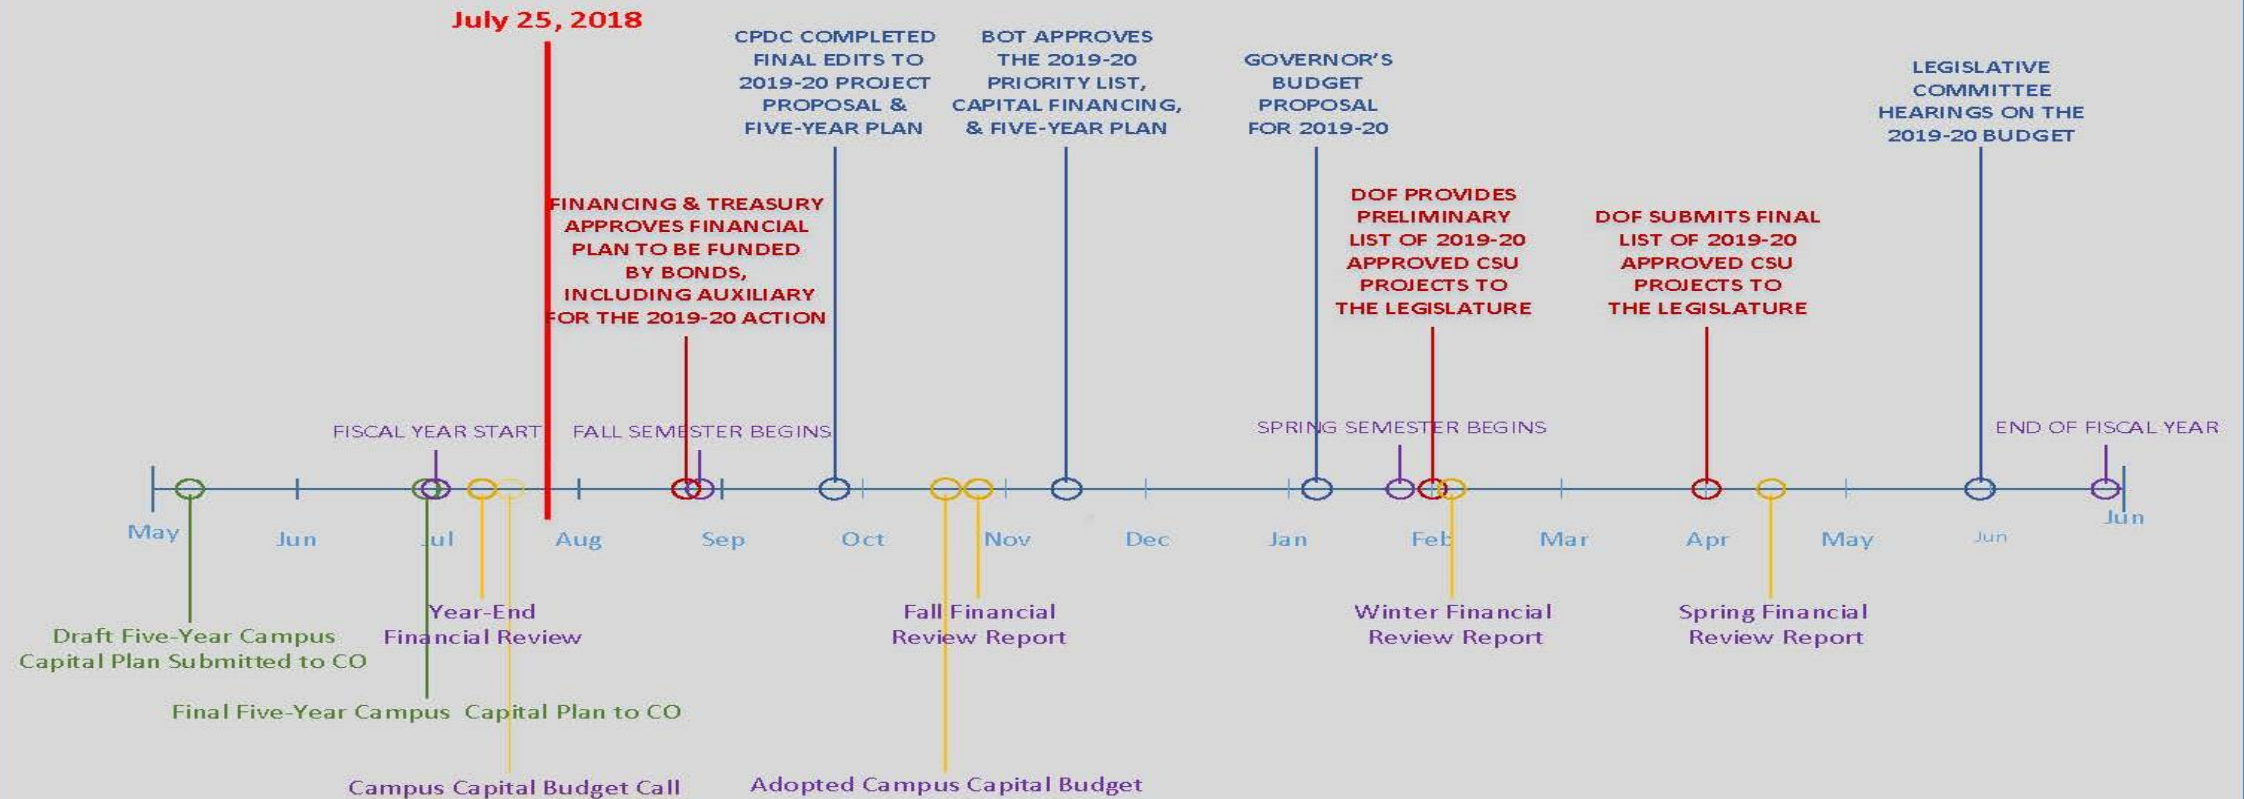 July 25, 2018
CPDC COMPLETED
FINAL EDITS TO
2019-20 PROJECT
PROPOSAL &
FIVE-YEAR PLAN
BOT APPROVES
THE 2019-20
PRIORITY LIST,
CAPITAL FINANCING,
& FIVE-YEAR PLAN
GOVERNOR'S
BUDGET
PROPOSAL
FOR 2019-20
LEGISLATIVE
COMMITTEE
HEARINGS ON THE
2019-20 BUDGET
FINANCING & TREASURY
APPROVES FINANCIAL
PLAN TO BE FUNDED
BY BONDS,
INCLUDING AUXILIARY
FOR THE 2019-20 ACTION
DOF PROVIDES
PRELIMINARY
LIST OF 2019-20
APPROVED CSU
PROJECTS TO
THE LEGISLATURE
DOF SUBMITS FINAL
LIST OF 2019-20
APPROVED CSU
PROJECTS TO
THE LEGISLATURE
FISCAL YEAR START
FALL SEMESTER BEGINS
SPRING SEMESTER BEGINS
END OF FISCAL YEAR
May
Jun
Jul
Aug
Sep
Oct
Nov
Dec
Jan
Feb
Mar
Apr
May
Jun
Jun
Draft Five-Year Campus
Capital Plan Submitted to CO
Year-End
Financial Review
Fall Financial
Review Report
Winter Financial
Review Report
Spring Financial
Review Report
Final Five-Year Campus Capital Plan to CO
Campus Capital Budget Call
Adopted Campus Capital Budget